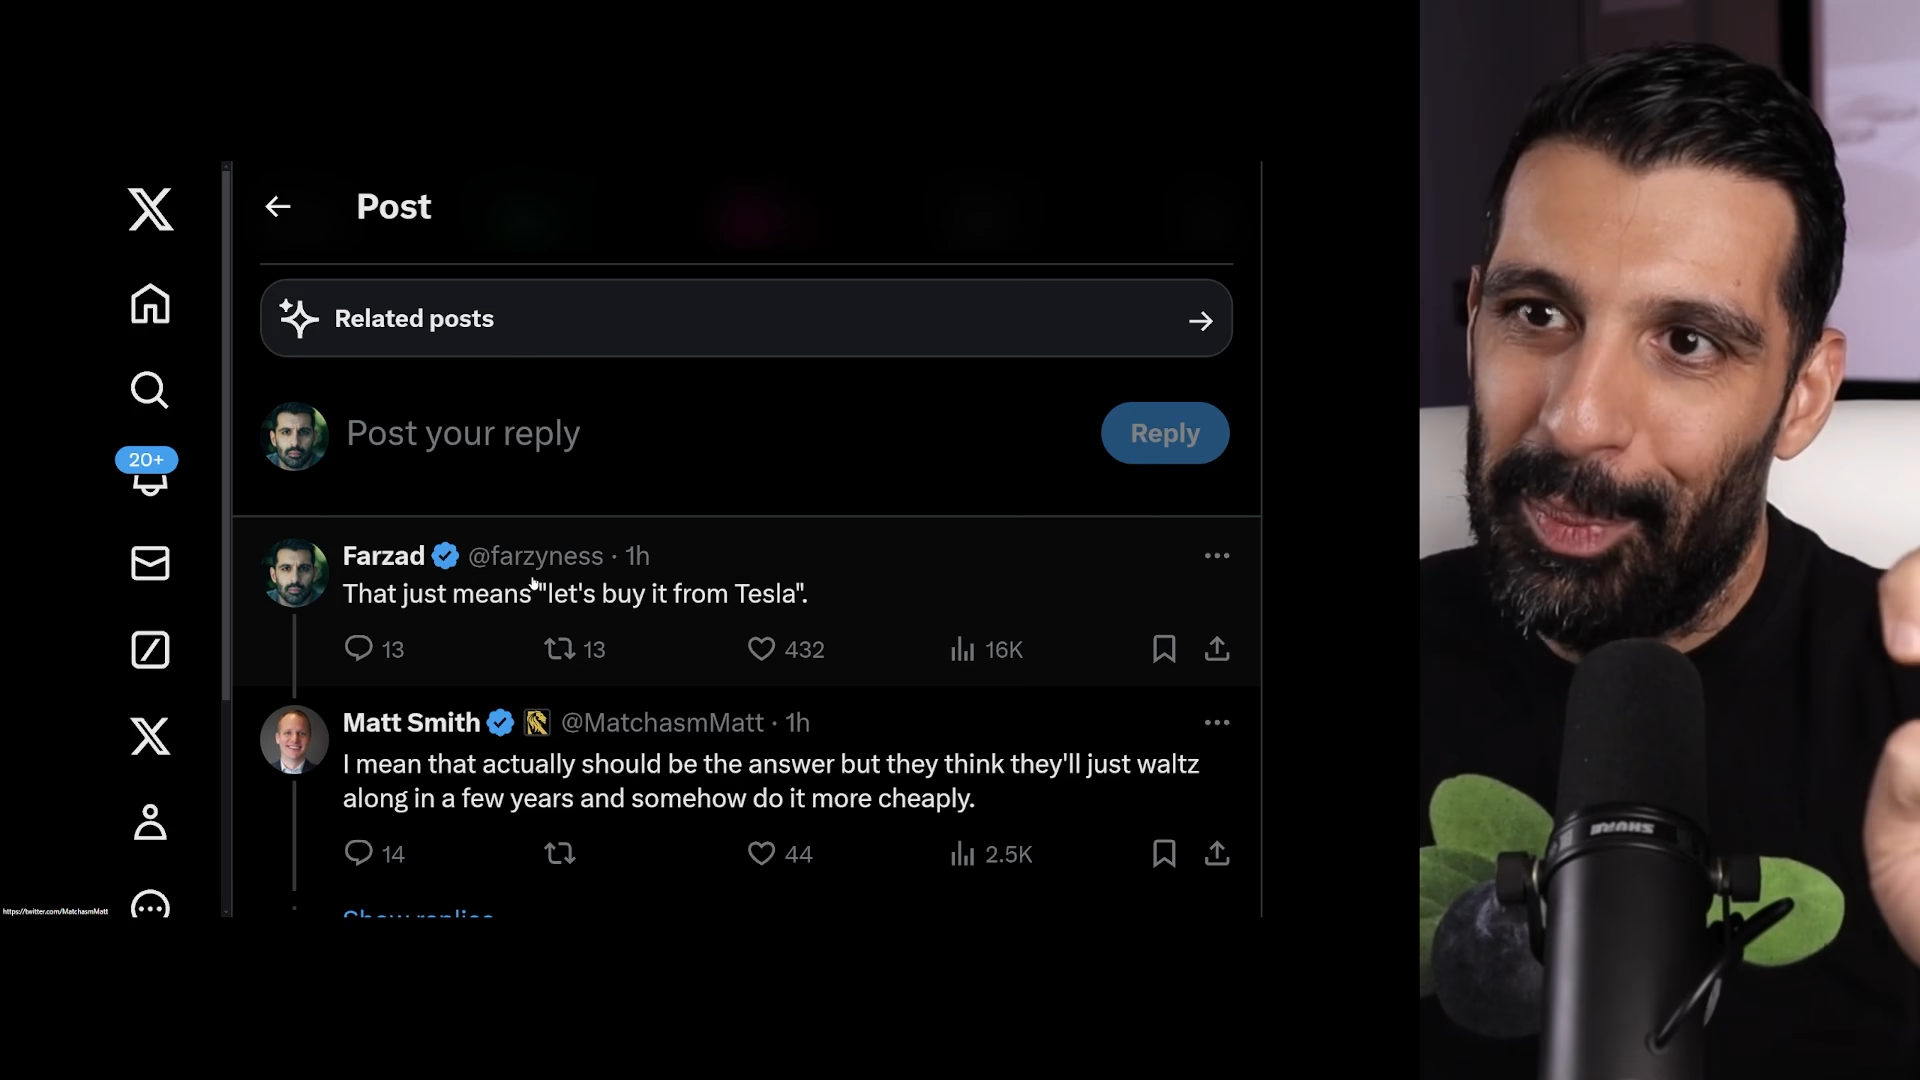 Post
Related posts
Post your reply
Reply
20+
Farzad @farzyness · 1h
That just means "let's buy it from Tesla".
13 13 432 16K
Matt Smith @MatchasmMatt · 1h
I mean that actually should be the answer but they think they'll just waltz
along in a few years and somehow do it more cheaply.
14 44 2.5K
Show replies
https://twitter.com/MatchasmMatt
SHURE